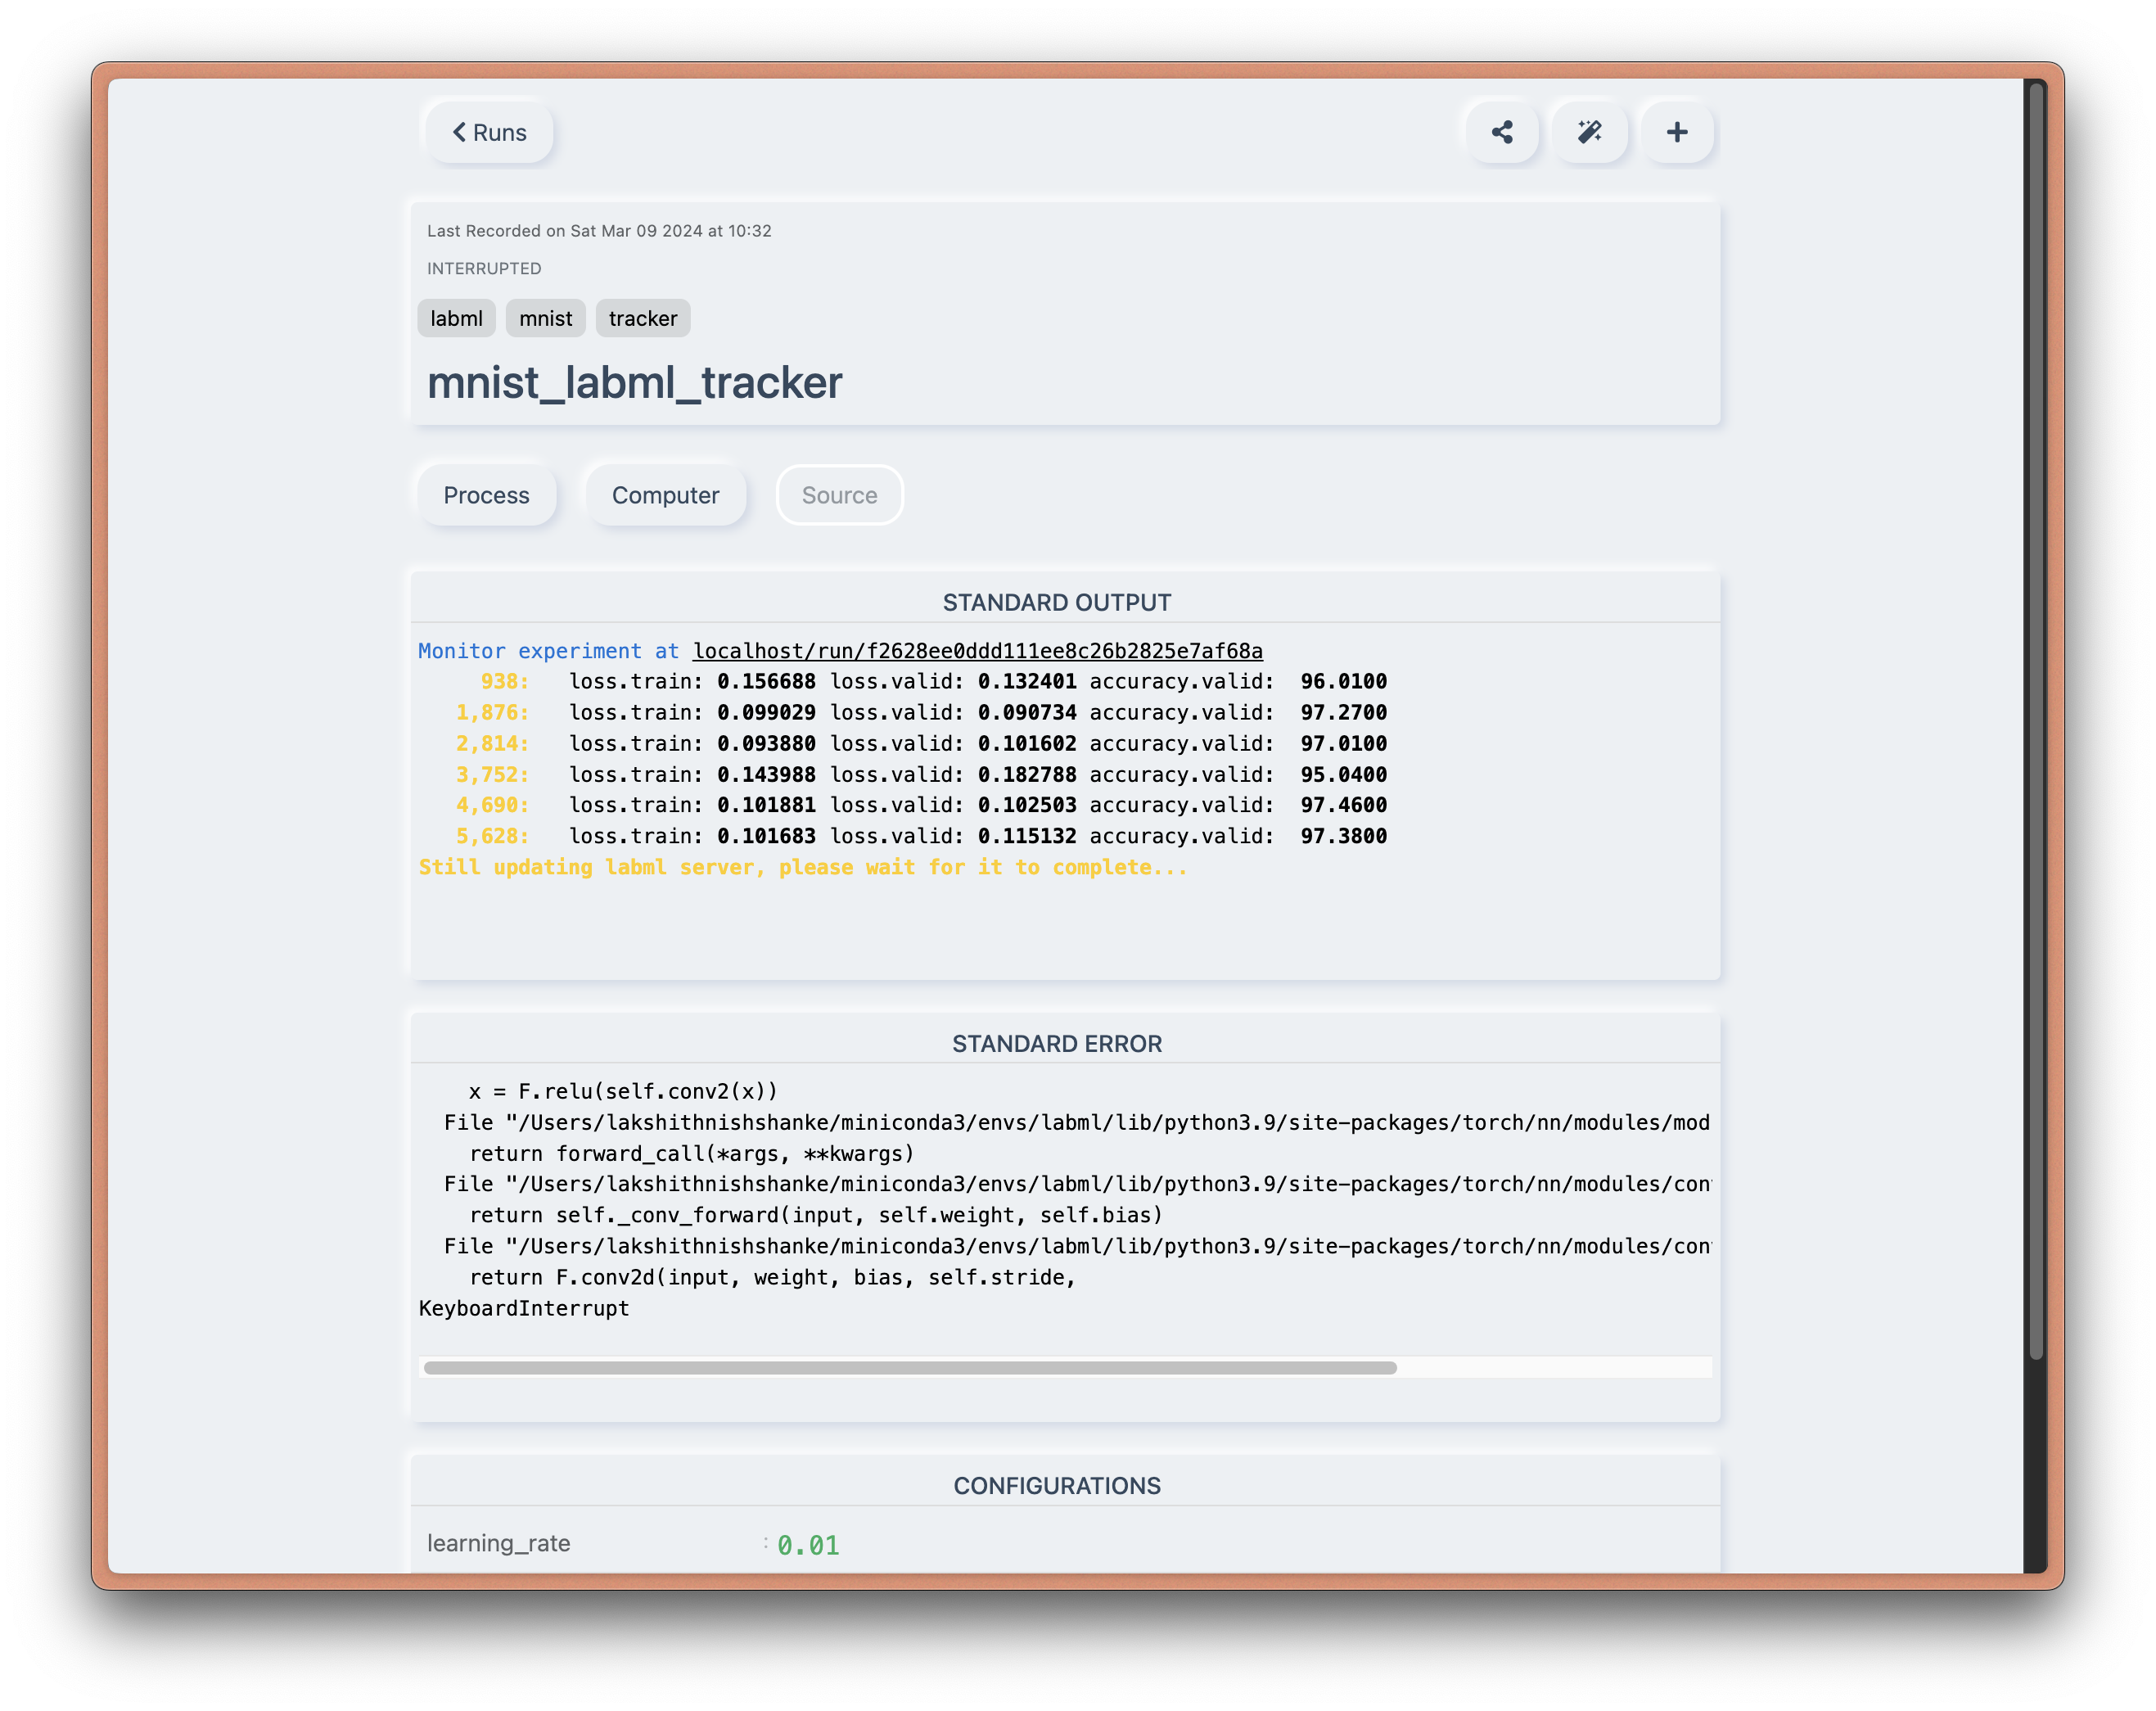 Runs
Last Recorded on Sat Mar 09 2024 at 10:32
INTERRUPTED
labml mnist tracker
mnist_labml_tracker
Process Computer Source
STANDARD OUTPUT
Monitor experiment at localhost/run/f2628ee0ddd111ee8c26b2825e7af68a
938: loss.train: 0.156688 loss.valid: 0.132401 accuracy.valid: 96.0100
1,876: loss.train: 0.099029 loss.valid: 0.090734 accuracy.valid: 97.2700
2,814: loss.train: 0.093880 loss.valid: 0.101602 accuracy.valid: 97.0100
3,752: loss.train: 0.143988 loss.valid: 0.182788 accuracy.valid: 95.0400
4,690: loss.train: 0.101881 loss.valid: 0.102503 accuracy.valid: 97.4600
5,628: loss.train: 0.101683 loss.valid: 0.115132 accuracy.valid: 97.3800
Still updating labml server, please wait for it to complete...
STANDARD ERROR
x = F.relu(self.conv2(x))
File "/Users/lakshithnishshanke/miniconda3/envs/labml/lib/python3.9/site-packages/torch/nn/modules/mod
return forward_call(*args, **kwargs)
File "/Users/lakshithnishshanke/miniconda3/envs/labml/lib/python3.9/site-packages/torch/nn/modules/con
return self._conv_forward(input, self.weight, self.bias)
File "/Users/lakshithnishshanke/miniconda3/envs/labml/lib/python3.9/site-packages/torch/nn/modules/con
return F.conv2d(input, weight, bias, self.stride,
KeyboardInterrupt
CONFIGURATIONS
learning_rate : 0.01